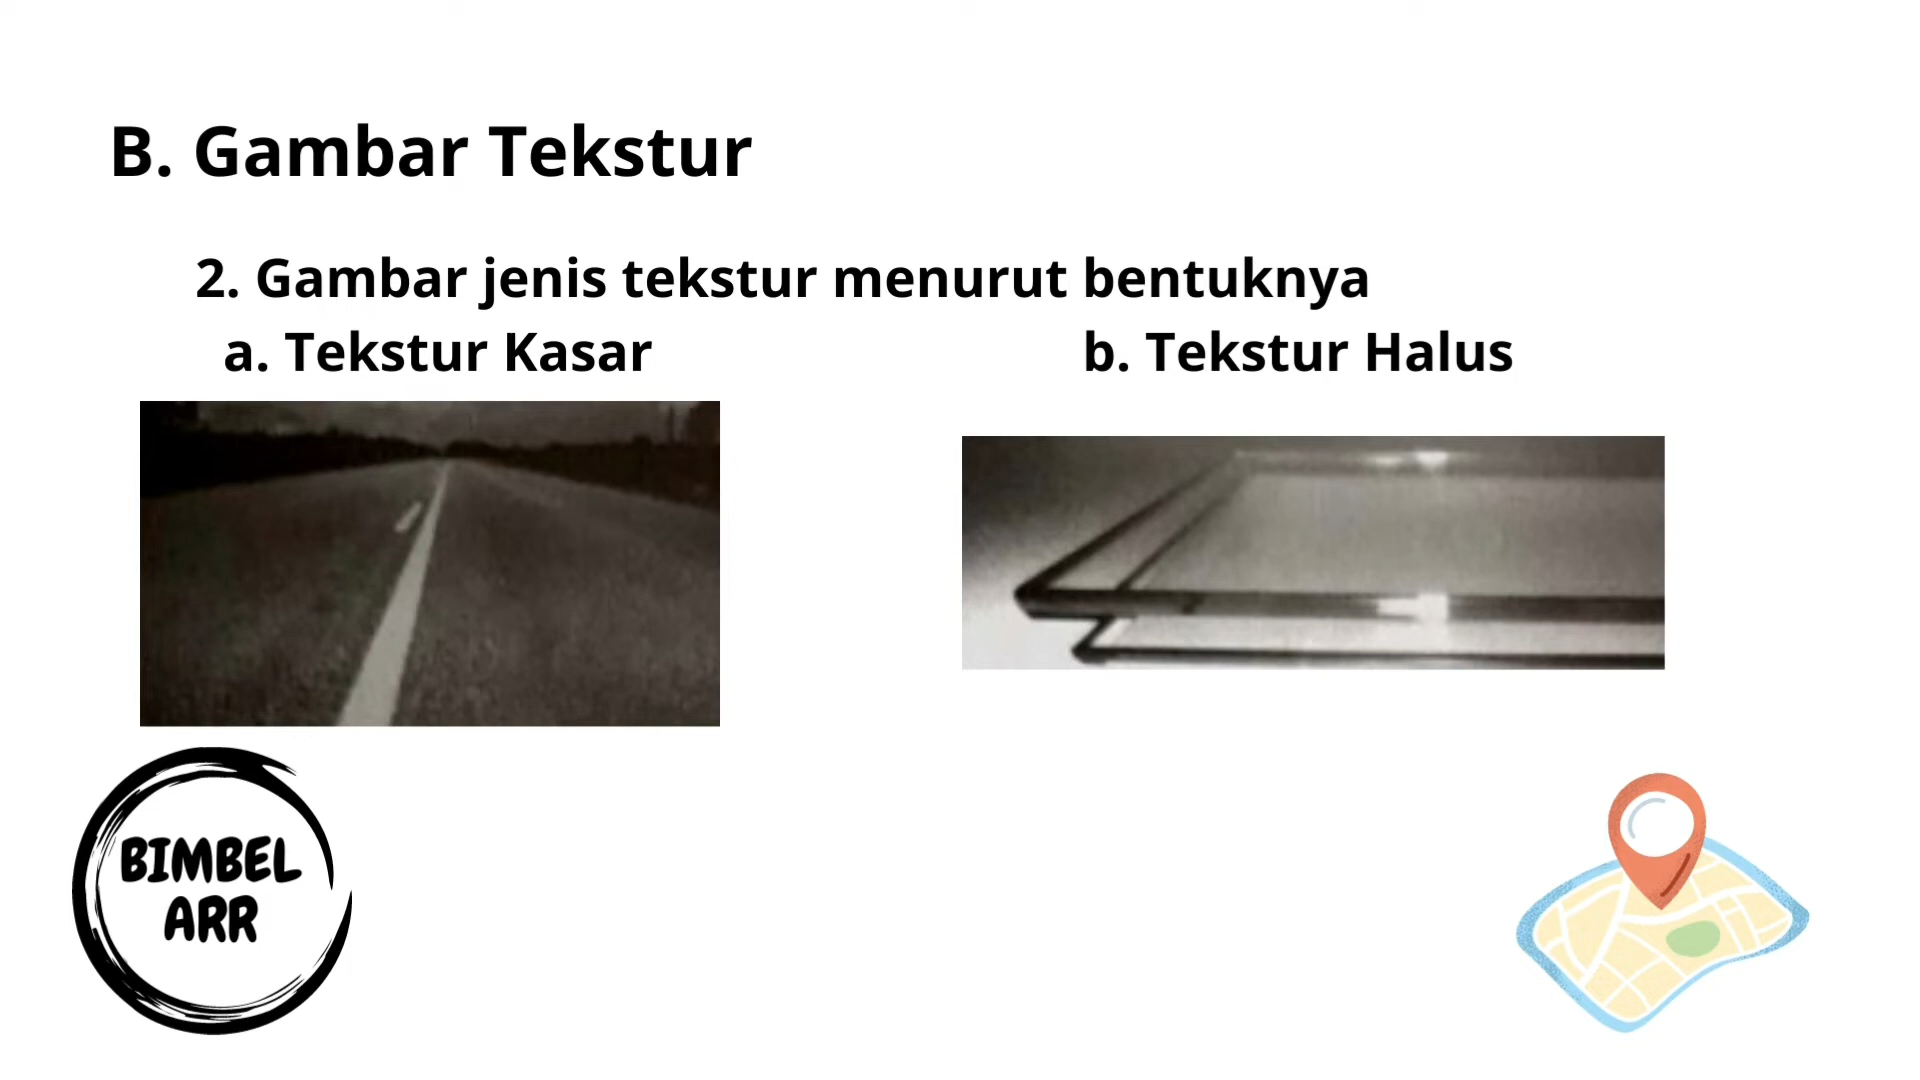 B. Gambar Tekstur
2. Gambar jenis tekstur menurut bentuknya
a. Tekstur Kasar
b. Tekstur Halus
BIMBEL
ARR